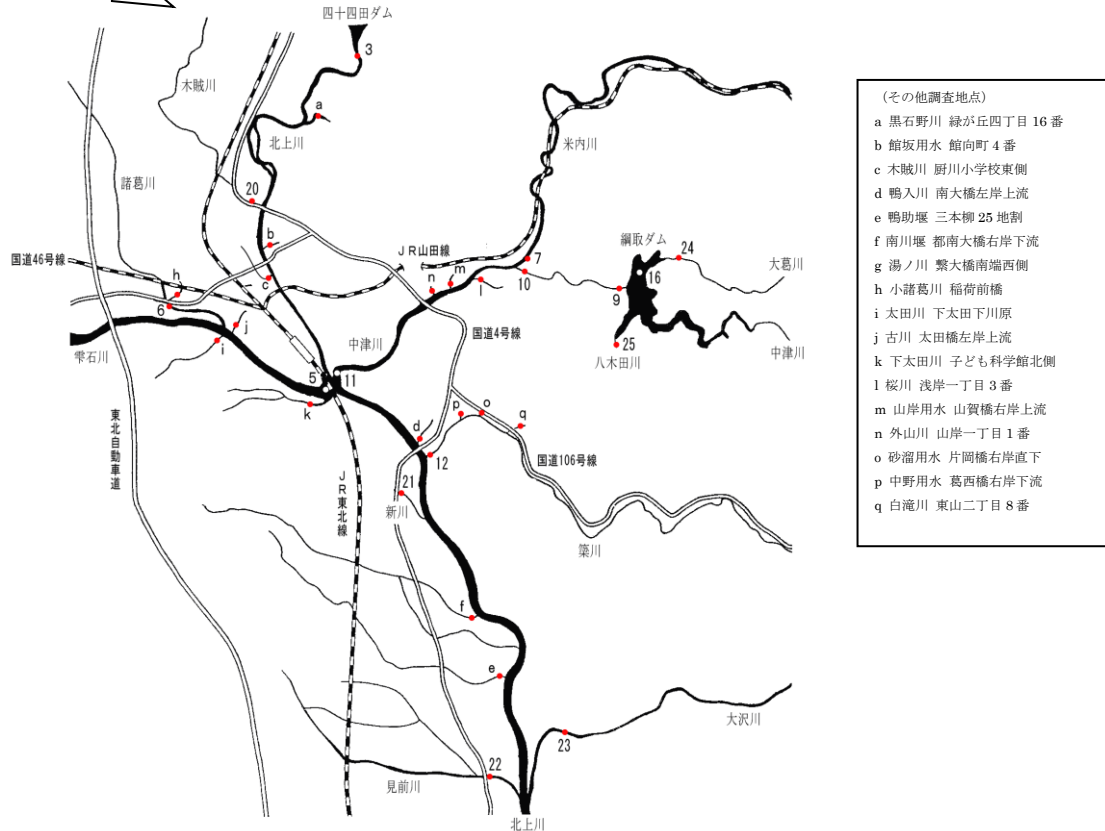 四十四田ダム
3
木賊川
a
北上川
米内川
諸葛川
20
b
JR山田線
綱取ダム
24
国道46号線
7
大葛川
h
c
m
n
l
10
16
9
6
j
国道4号線
i
中津川
25
八木田川
中津川
雫石川
5
11
k
p
o
q
d
東北自動車道
12
国道106号線
JR東北線
21
新川
簗川
f
e
大沢川
23
22
見前川
北上川
(その他調査地点)
a 黒石野川 緑が丘四丁目 16 番
b 館坂用水 館向町 4 番
c 木賊川 厨川小学校東側
d 鴨入川 南大橋左岸上流
e 鴨助堰 三本柳 25 地割
f 南川堰 都南大橋右岸下流
g 湯ノ川 繋大橋南端西側
h 小諸葛川 稲荷前橋
i 太田川 下太田下川原
j 古川 太田橋左岸上流
k 下太田川 子ども科学館北側
l 桜川 浅岸一丁目 3 番
m 山岸用水 山賀橋右岸上流
n 外山川 山岸一丁目 1 番
o 砂溜用水 片岡橋右岸直下
p 中野用水 葛西橋右岸下流
q 白滝川 東山二丁目 8 番